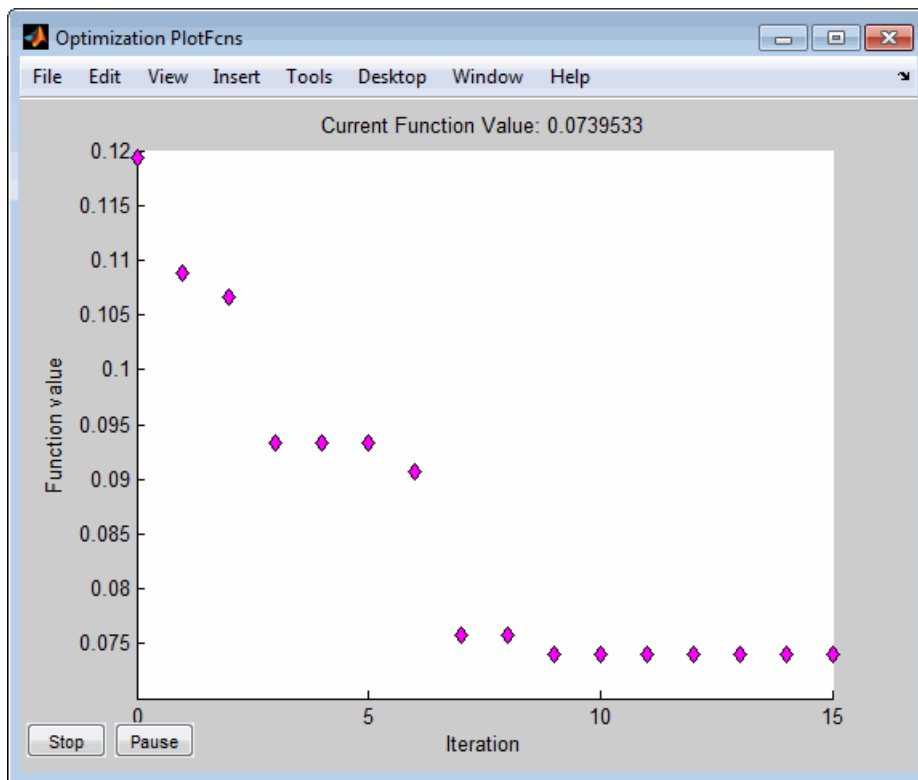 Optimization PlotFcns
File Edit View Insert Tools Desktop Window Help
Current Function Value: 0.0739533
0.12
0.115
0.11
0.105
0.1
0.095
0.09
0.085
0.08
0.075
Function value
0 5 10 15
Iteration
Stop Pause